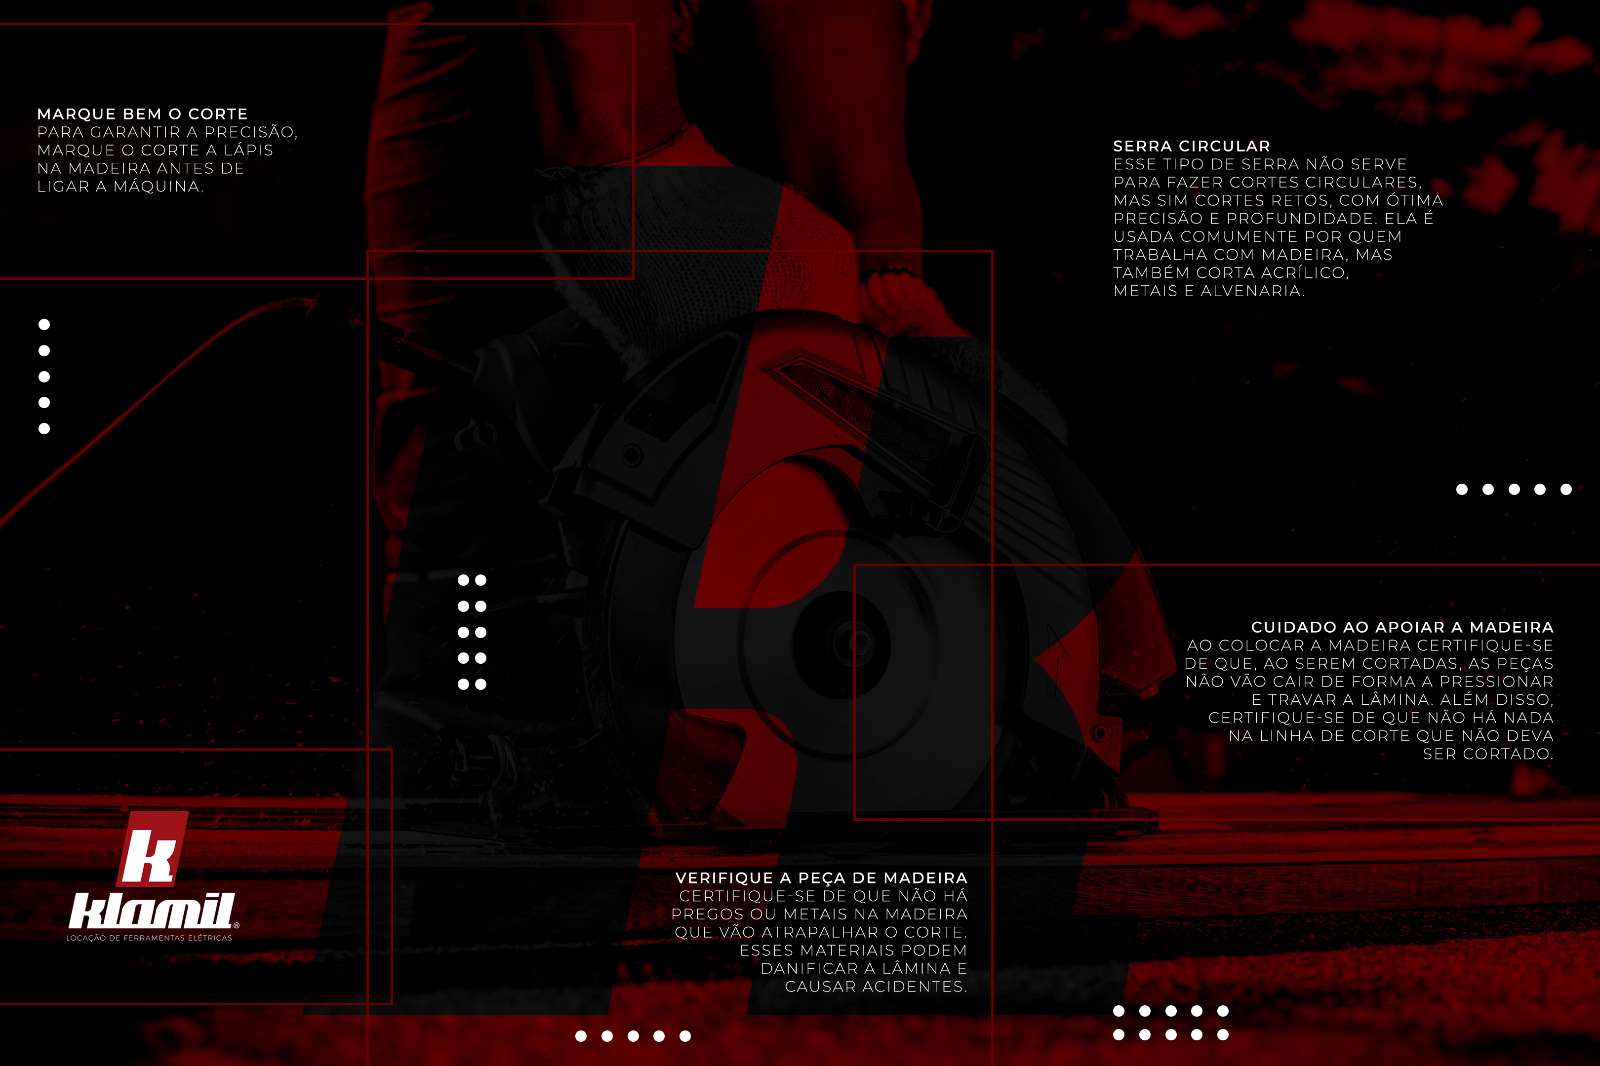 MARQUE BEM O CORTE
PARA GARANTIR A PRECISÃO,
MARQUE O CORTE A LÁPIS
NA MADEIRA ANTES DE
LIGAR A MÁQUINA.
SERRA CIRCULAR
ESSE TIPO DE SERRA NÃO SERVE
PARA FAZER CORTES CIRCULARES,
MAS SIM CORTES RETOS, COM ÓTIMA
PRECISÃO E PROFUNDIDADE. ELA É
USADA COMUMENTE POR QUEM
TRABALHA COM MADEIRA, MAS
TAMBÉM CORTA ACRÍLICO,
METAIS E ALVENARIA.
CUIDADO AO APOIAR A MADEIRA
AO COLOCAR A MADEIRA CERTIFIQUE-SE
DE QUE, AO SEREM CORTADAS, AS PEÇAS
NÃO VÃO CAIR DE FORMA A PRESSIONAR
E TRAVAR A LÂMINA. ALÉM DISSO,
CERTIFIQUE-SE DE QUE NÃO HÁ NADA
NA LINHA DE CORTE QUE NÃO DEVA
SER CORTADO.
k
klamil®
LOCAÇÃO DE FERRAMENTAS ELÉTRICAS
VERIFIQUE A PEÇA DE MADEIRA
CERTIFIQUE-SE DE QUE NÃO HÁ
PREGOS OU METAIS NA MADEIRA
QUE VÃO ATRAPALHAR O CORTE.
ESSES MATERIAIS PODEM
DANIFICAR A LÂMINA E
CAUSAR ACIDENTES.